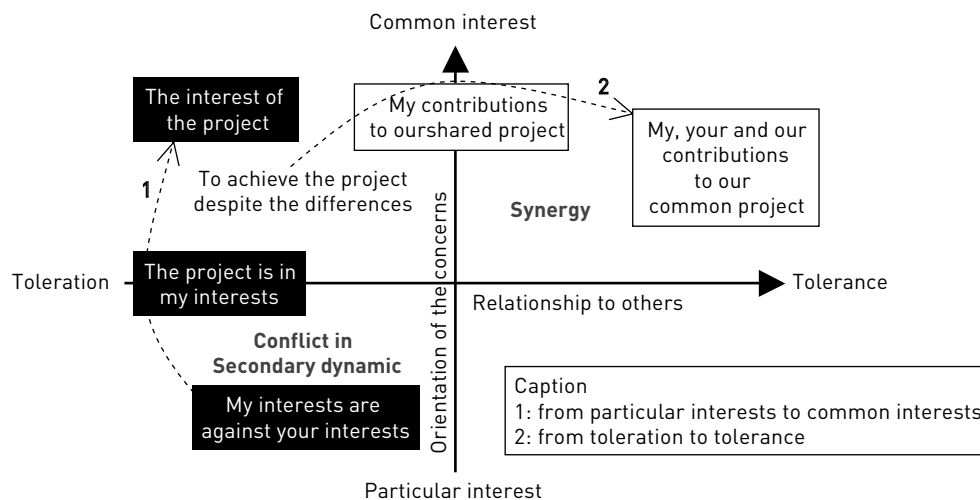 Common interest
The interest of
the project
My contributions
to ourshared project
2
My, your and our
contributions
to our
common project
1
To achieve the project
despite the differences
Synergy
Orientation of the concerns
Toleration
The project is in
my interests
Relationship to others
Tolerance
Conflict in
Secondary dynamic
My interests are
against your interests
Caption
1: from particular interests to common interests
2: from toleration to tolerance
Particular interest